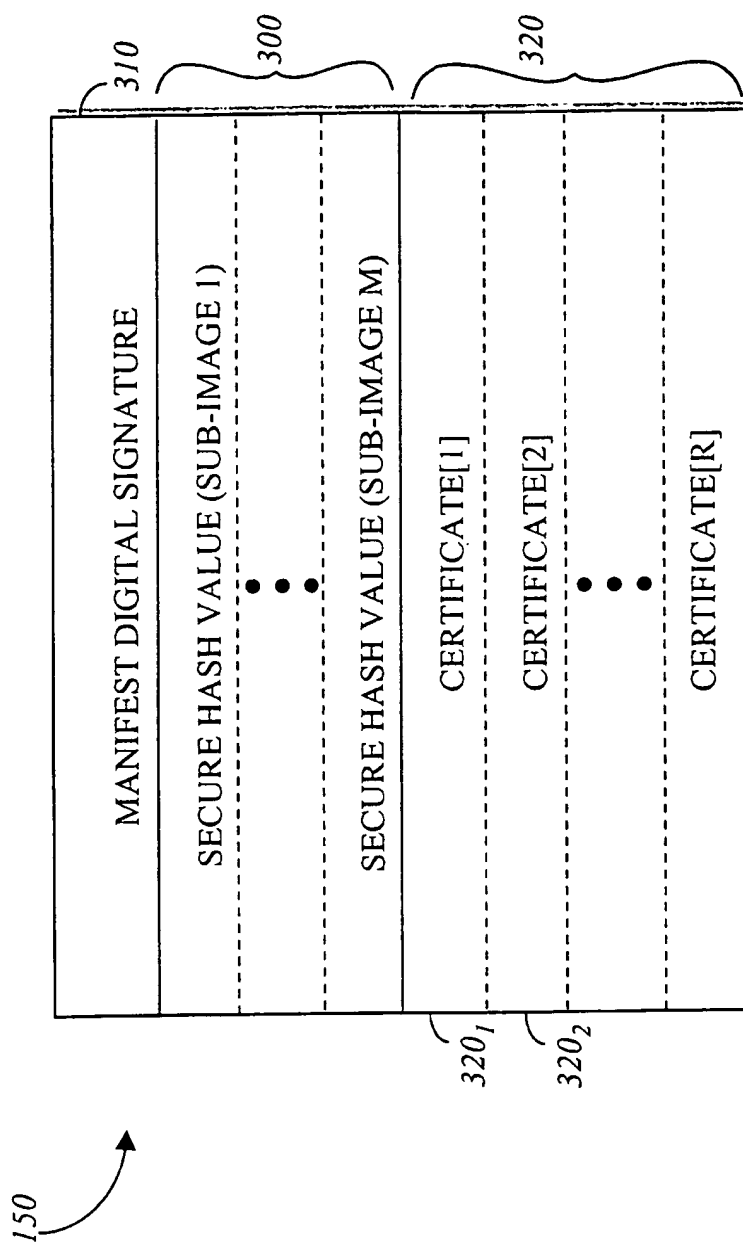 150
MANIFEST DIGITAL SIGNATURE
310
SECURE HASH VALUE (SUB-IMAGE 1)
300
SECURE HASH VALUE (SUB-IMAGE M)
CERTIFICATE[1]
320₁
320
CERTIFICATE[2]
320₂
CERTIFICATE[R]